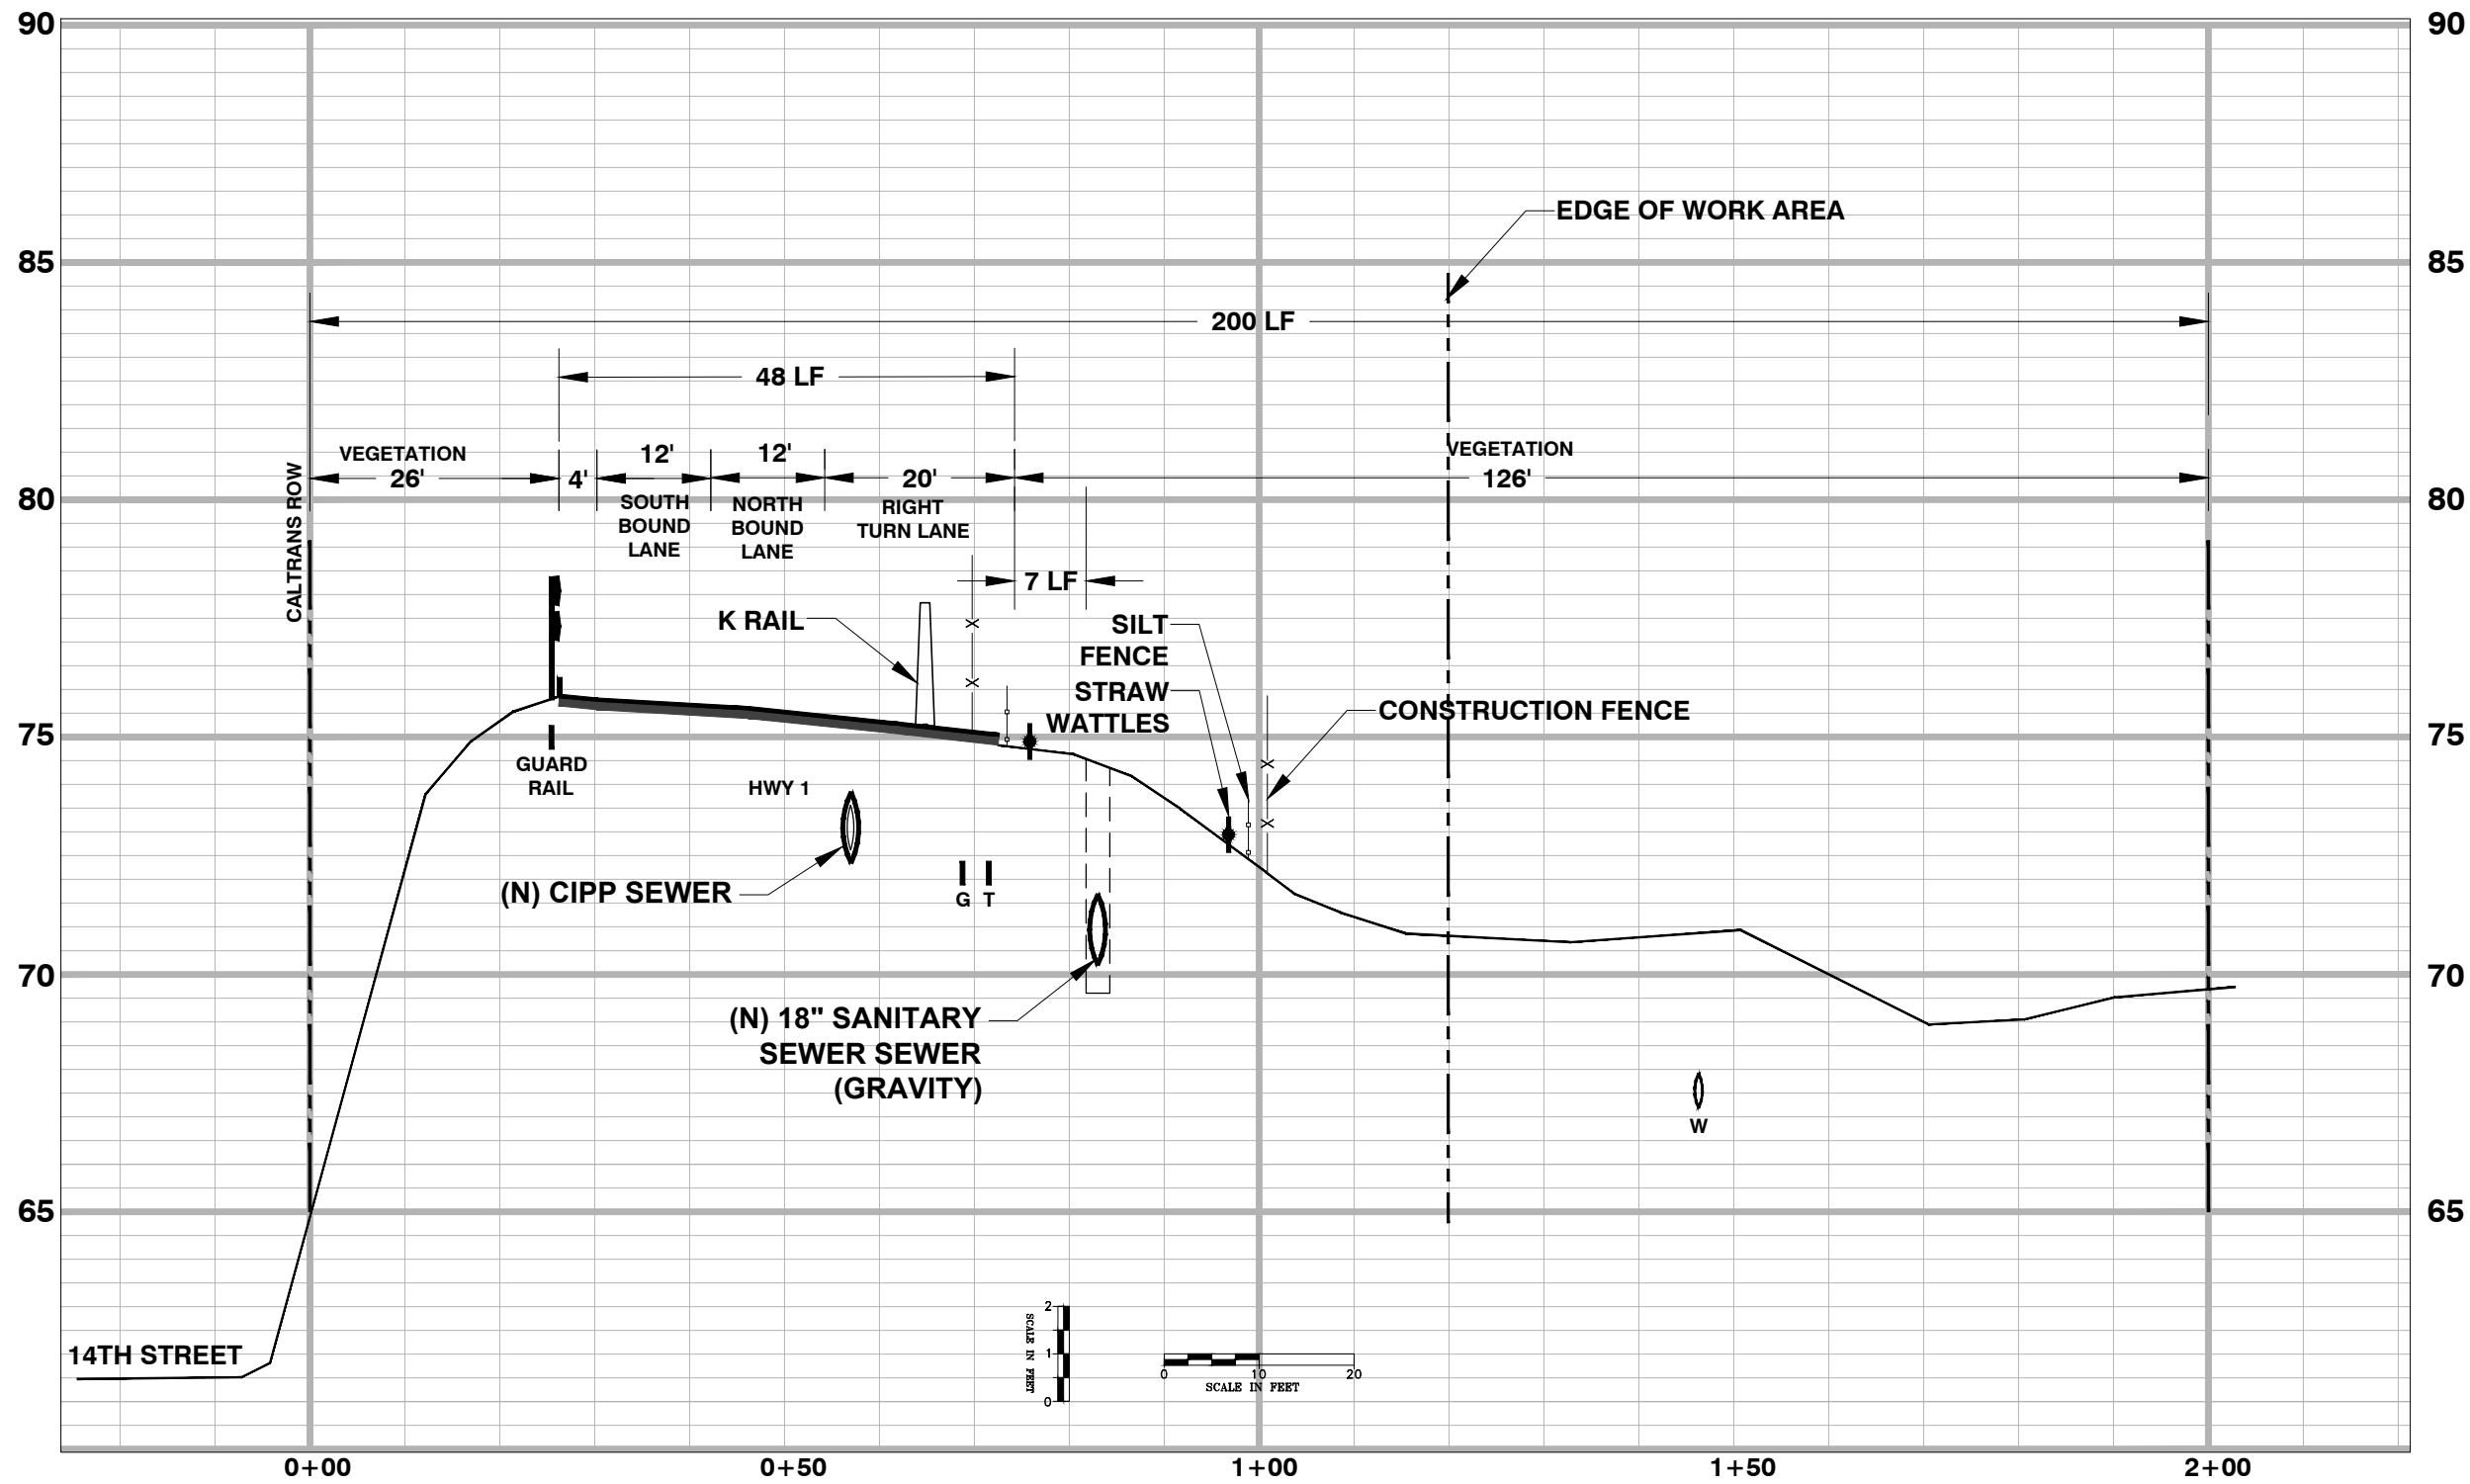 90
90
EDGE OF WORK AREA
85
85
200 LF
48 LF
VEGETATION
26'
4'
12'
12'
20'
VEGETATION
126'
CALTRANS ROW
80
80
SOUTH
BOUND
LANE
NORTH
BOUND
LANE
RIGHT
TURN LANE
7 LF
K RAIL
SILT
FENCE
STRAW
WATTLES
CONSTRUCTION FENCE
75
75
GUARD
RAIL
HWY 1
(N) CIPP SEWER
G
T
70
70
(N) 18" SANITARY
SEWER SEWER
(GRAVITY)
W
65
65
14TH STREET
2
1
0
SCALE IN FEET
0
10
20
SCALE IN FEET
0+00
0+50
1+00
1+50
2+00